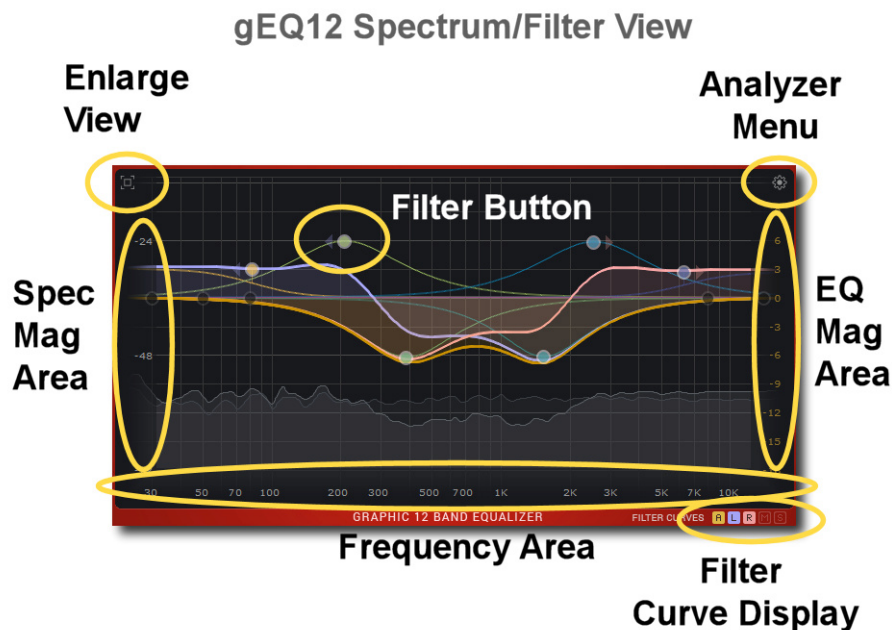 gEQ12 Spectrum/Filter View
Enlarge
View
Analyzer
Menu
Filter Button
Spec
Mag
Area
EQ
Mag
Area
-24
-48
6
3
0
-3
-6
-9
-12
15
30 50 70 100 200 300 500 700 1K 2K 3K 5K 7K 10K
GRAPHIC 12 BAND EQUALIZER
FILTER CURVES A L R M S
Frequency Area
Filter
Curve Display